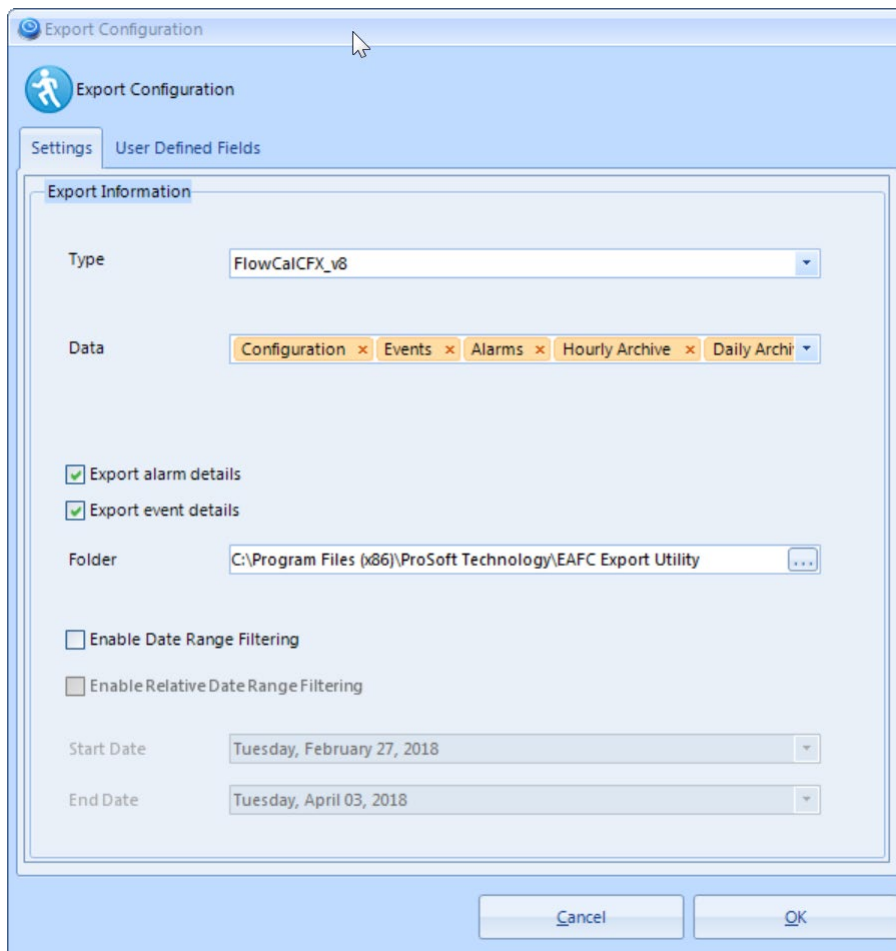 Export Configuration
Export Configuration
Settings User Defined Fields
Export Information
Type FlowCalCFX_v8
Data Configuration × Events × Alarms × Hourly Archive × Daily Archi
Export alarm details
Export event details
Folder C:\Program Files (x86)\ProSoft Technology\EAFC Export Utility ...
Enable Date Range Filtering
Enable Relative Date Range Filtering
Start Date Tuesday, February 27, 2018
End Date Tuesday, April 03, 2018
Cancel OK